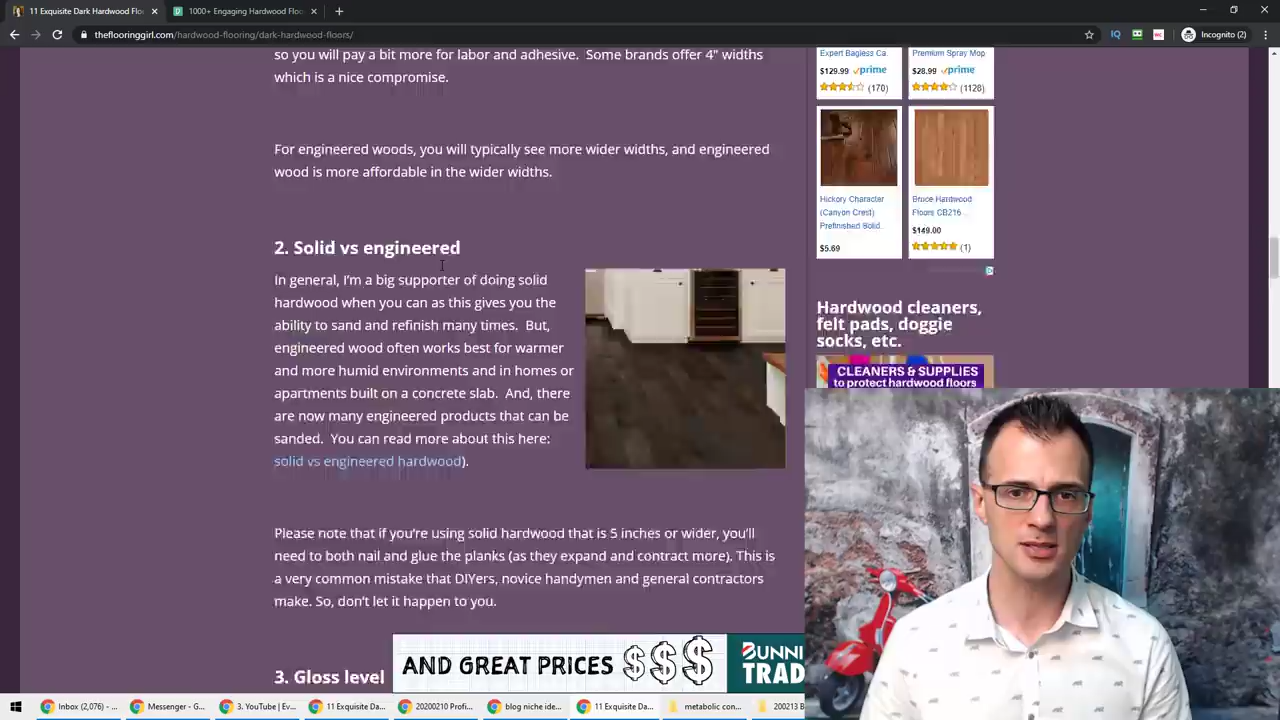 11 Exquisite Dark Hardwood Floo
1000+ Engaging Hardwood Floo
theflooringgirl.com/hardwood-flooring/dark-hardwood-floors/
Incognito (2)
so you will pay a bit more for labor and adhesive. Some brands offer 4" widths
which is a nice compromise.
For engineered woods, you will typically see more wider widths, and engineered
wood is more affordable in the wider widths.
2. Solid vs engineered
In general, I'm a big supporter of doing solid
hardwood when you can as this gives you the
ability to sand and refinish many times. But,
engineered wood often works best for warmer
and more humid environments and in homes or
apartments built on a concrete slab. And, there
are now many engineered products that can be
sanded. You can read more about this here:
solid vs engineered hardwood).
Please note that if you're using solid hardwood that is 5 inches or wider, you'll
need to both nail and glue the planks (as they expand and contract more). This is
a very common mistake that DIYers, novice handymen and general contractors
make. So, don't let it happen to you.
3. Gloss level
Expert Bagless Ca.
$129.99 prime
(170)
Premium Spray Mop
$28.99 prime
(1128)
Hickory Character
(Canyon Crest)
Prefinished Solid.
$5.69
Bruce Hardwood
Floors CB216 ...
$149.00
(1)
Hardwood cleaners,
felt pads, doggie
socks, etc.
CLEANERS & SUPPLIES
to protect hardwood floors
AND GREAT PRICES $$$
BUNNI
TRAD
Inbox (2,076) - ...
Messenger - G...
3. YouTube | Ev...
11 Exquisite Da...
20200210 Profi...
blog niche ide...
11 Exquisite Da...
metabolic con...
200213 B